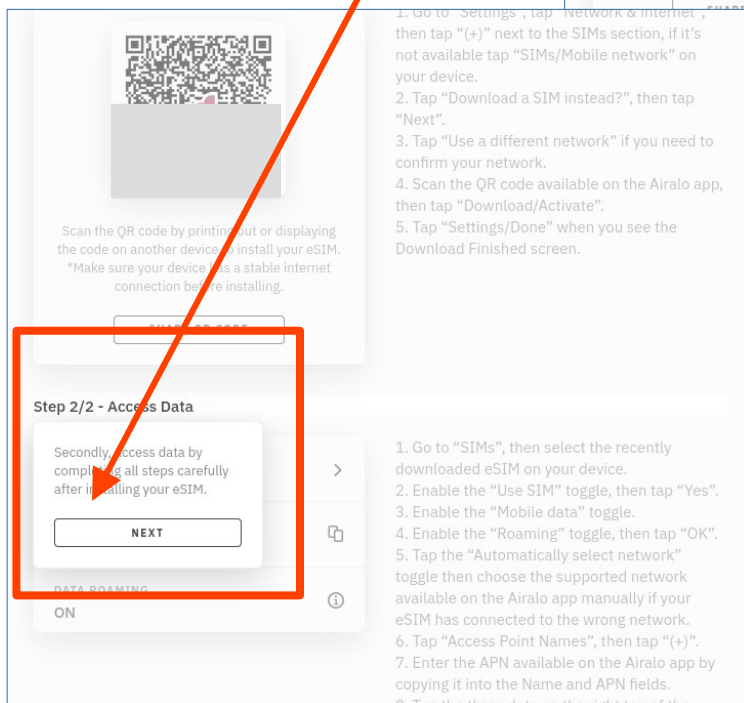 1. Go to "Settings", tap "Network & internet",
then tap "(+)" next to the SIMs section, if it's
not available tap "SIMs/Mobile network" on
your device.
2. Tap "Download a SIM instead?", then tap
"Next".
3. Tap "Use a different network" if you need to
confirm your network.
4. Scan the QR code available on the Airalo app,
then tap "Download/Activate".
5. Tap "Settings/Done" when you see the
Download Finished screen.
Scan the QR code by printing out or displaying
the code on another device to install your eSIM.
*Make sure your device has a stable internet
connection before installing.
SHARE QR CODE
Step 2/2 - Access Data
Secondly, access data by
completing all steps carefully
after installing your eSIM.
NEXT
DATA ROAMING
ON
1. Go to "SIMs", then select the recently
downloaded eSIM on your device.
2. Enable the "Use SIM" toggle, then tap "Yes".
3. Enable the "Mobile data" toggle.
4. Enable the "Roaming" toggle, then tap "OK".
5. Tap the "Automatically select network"
toggle then choose the supported network
available on the Airalo app manually if your
eSIM has connected to the wrong network.
6. Tap "Access Point Names", then tap "(+)".
7. Enter the APN available on the Airalo app by
copying it into the Name and APN fields.